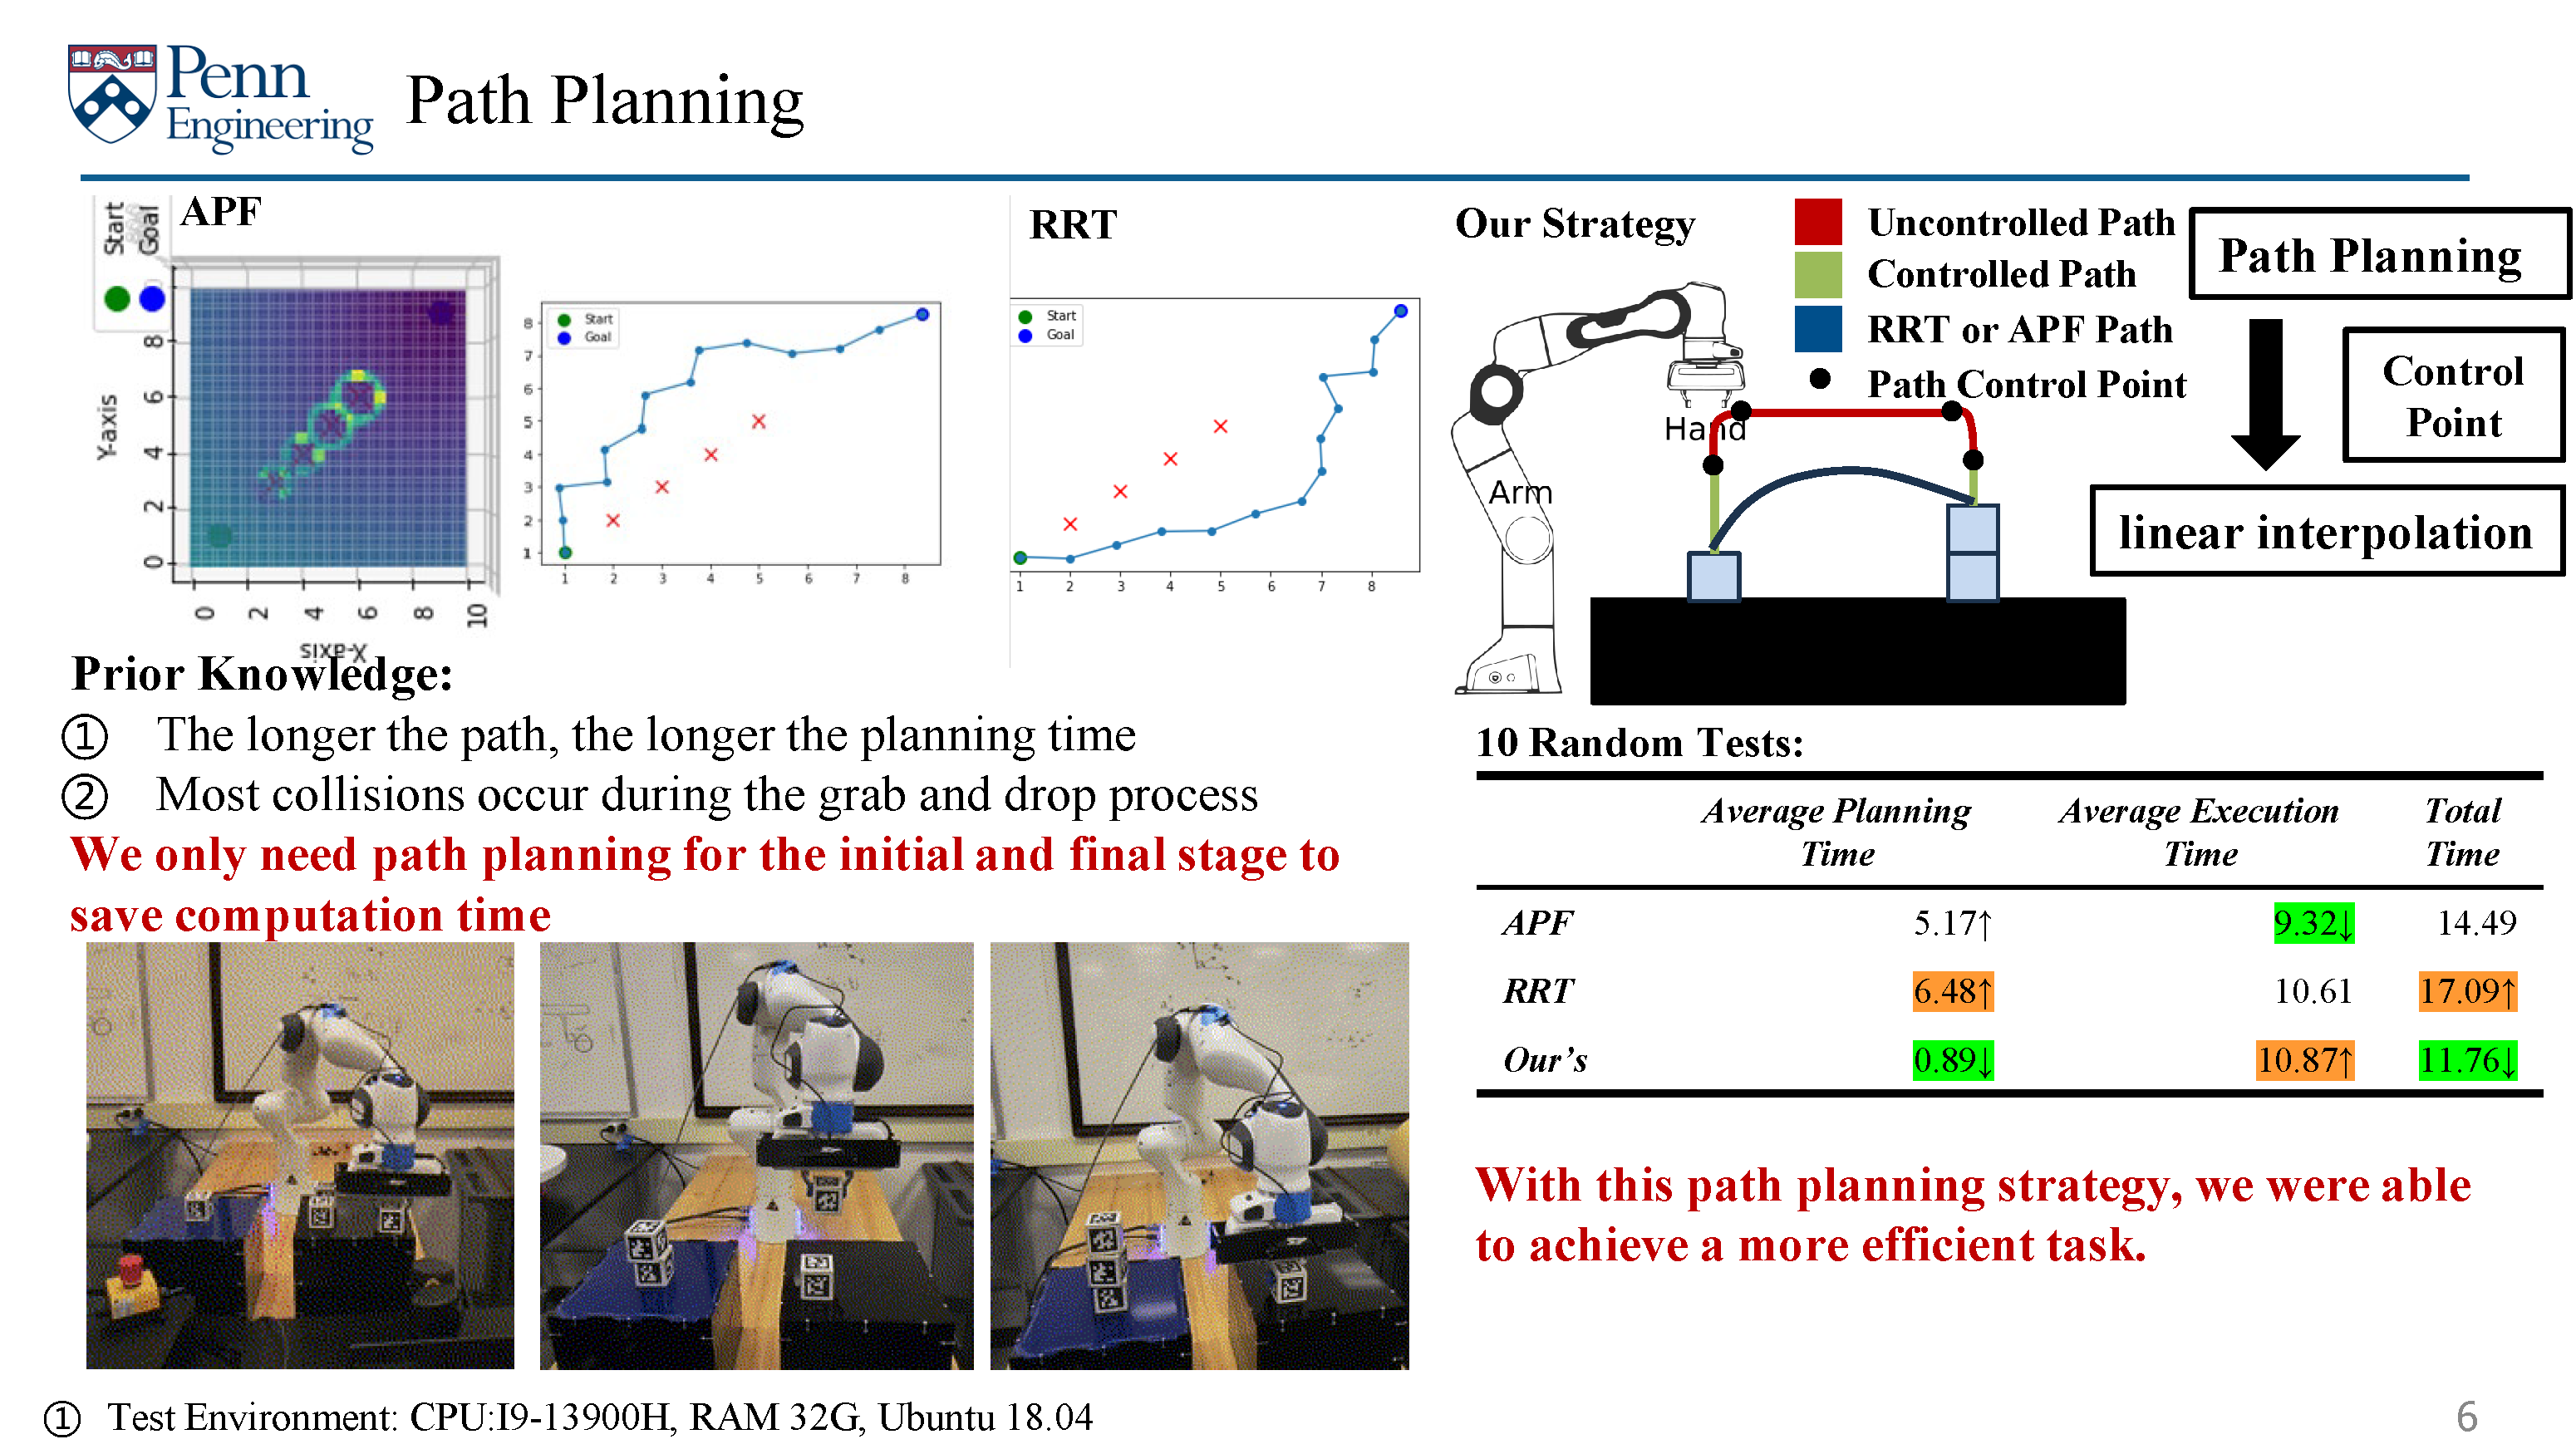 Penn
Engineering
Path Planning
APF
Start
Goal
Y-axis
0
2
4
6
8
0
2
4
6
8
10
X-axis
Start
Goal
8
7
6
5
4
3
2
1
1 2 3 4 5 6 7 8
RRT
Start
Goal
1 2 3 4 5 6 7 8
Our Strategy
Uncontrolled Path
Controlled Path
RRT or APF Path
Path Control Point
Hand
Arm
Path Planning
Control
Point
linear interpolation
Prior Knowledge:
① The longer the path, the longer the planning time
② Most collisions occur during the grab and drop process
We only need path planning for the initial and final stage to
save computation time
10 Random Tests:
Average Planning Time Average Execution Time Total Time
APF 5.17↑ 9.32↓ 14.49
RRT 6.48↑ 10.61 17.09↑
Our’s 0.89↓ 10.87↑ 11.76↓
With this path planning strategy, we were able
to achieve a more efficient task.
① Test Environment: CPU:I9-13900H, RAM 32G, Ubuntu 18.04
6